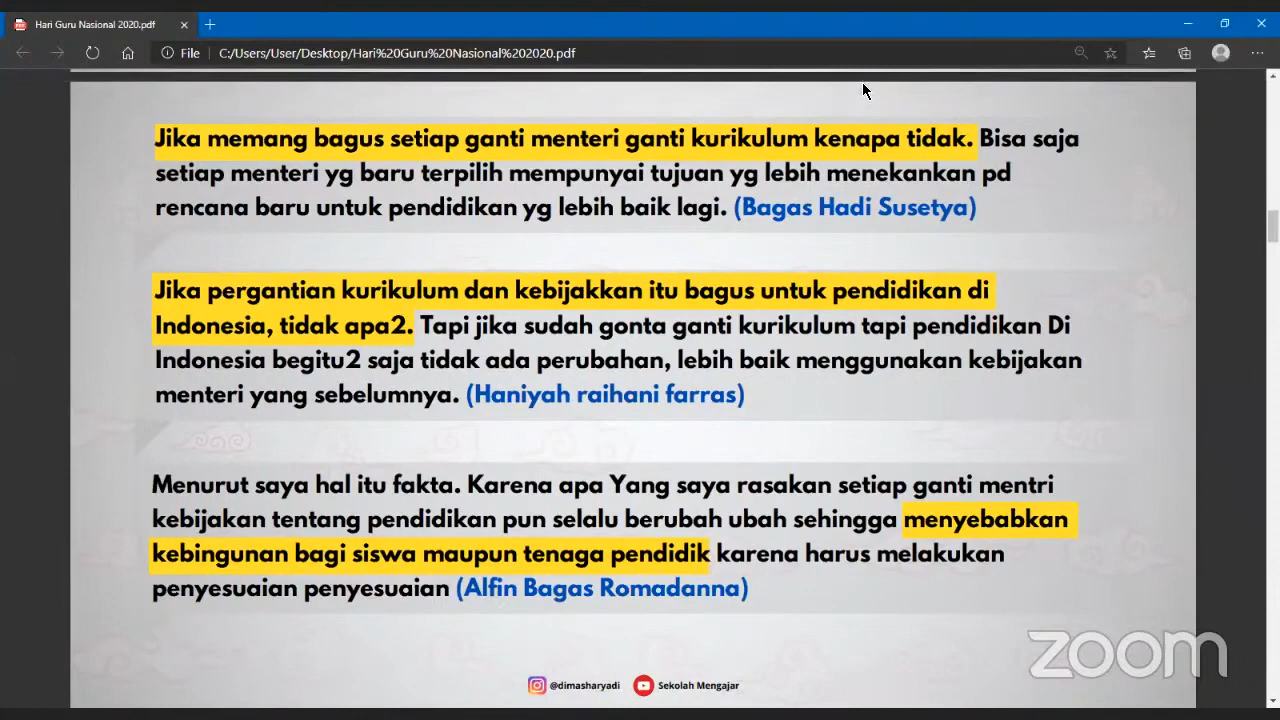 Hari Guru Nasional 2020.pdf
File C:/Users/User/Desktop/Hari%20Guru%20Nasional%202020.pdf
Jika memang bagus setiap ganti menteri ganti kurikulum kenapa tidak. Bisa saja
setiap menteri yg baru terpilih mempunyai tujuan yg lebih menekankan pd
rencana baru untuk pendidikan yg lebih baik lagi. (Bagas Hadi Susetya)
Jika pergantian kurikulum dan kebijakkan itu bagus untuk pendidikan di
Indonesia, tidak apa2. Tapi jika sudah gonta ganti kurikulum tapi pendidikan Di
Indonesia begitu2 saja tidak ada perubahan, lebih baik menggunakan kebijakan
menteri yang sebelumnya. (Haniyah raihani farras)
Menurut saya hal itu fakta. Karena apa Yang saya rasakan setiap ganti mentri
kebijakan tentang pendidikan pun selalu berubah ubah sehingga menyebabkan
kebingunan bagi siswa maupun tenaga pendidik karena harus melakukan
penyesuaian penyesuaian (Alfin Bagas Romadanna)
@dimasharyadi Sekolah Mengajar
zoom